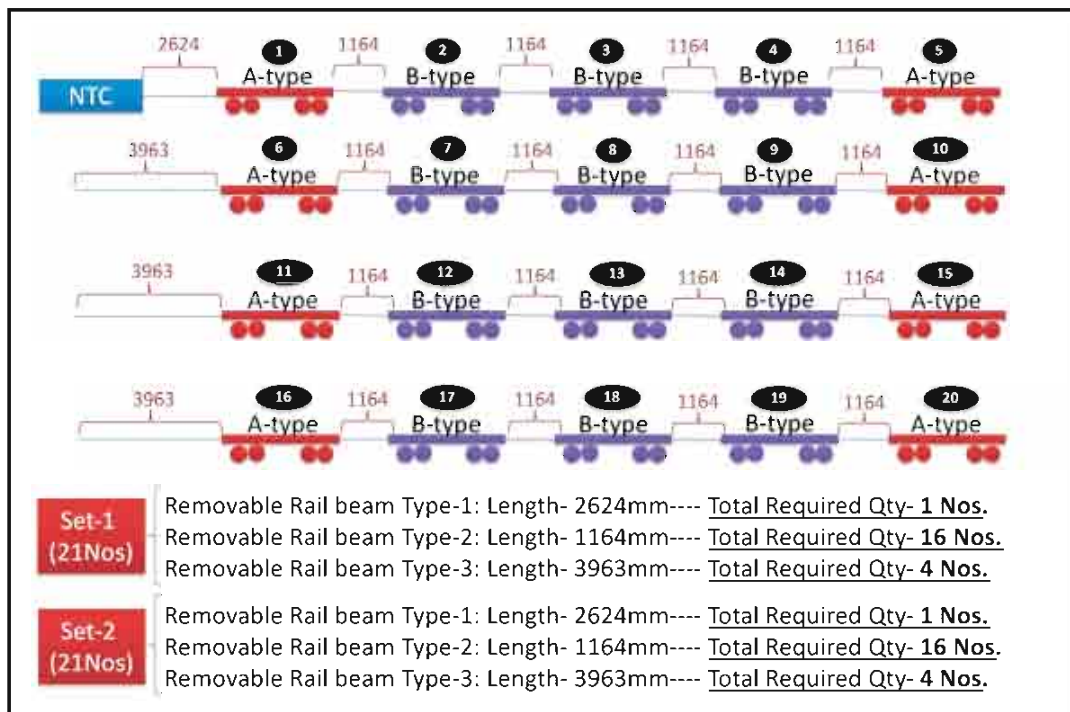 2624 1 1164 2 1164 3 1164 4 1164 5
A-type B-type B-type B-type A-type
NTC
3963 6 1164 7 1164 8 1164 9 1164 10
A-type B-type B-type B-type A-type
3963 11 1164 12 1164 13 1164 14 1164 15
A-type B-type B-type B-type A-type
3963 16 1164 17 1164 18 1164 19 1164 20
A-type B-type B-type B-type A-type
Set-1
(21Nos)
Removable Rail beam Type-1: Length- 2624mm---- Total Required Qty- 1 Nos.
Removable Rail beam Type-2: Length- 1164mm---- Total Required Qty- 16 Nos.
Removable Rail beam Type-3: Length- 3963mm---- Total Required Qty- 4 Nos.
Set-2
(21Nos)
Removable Rail beam Type-1: Length- 2624mm---- Total Required Qty- 1 Nos.
Removable Rail beam Type-2: Length- 1164mm---- Total Required Qty- 16 Nos.
Removable Rail beam Type-3: Length- 3963mm---- Total Required Qty- 4 Nos.